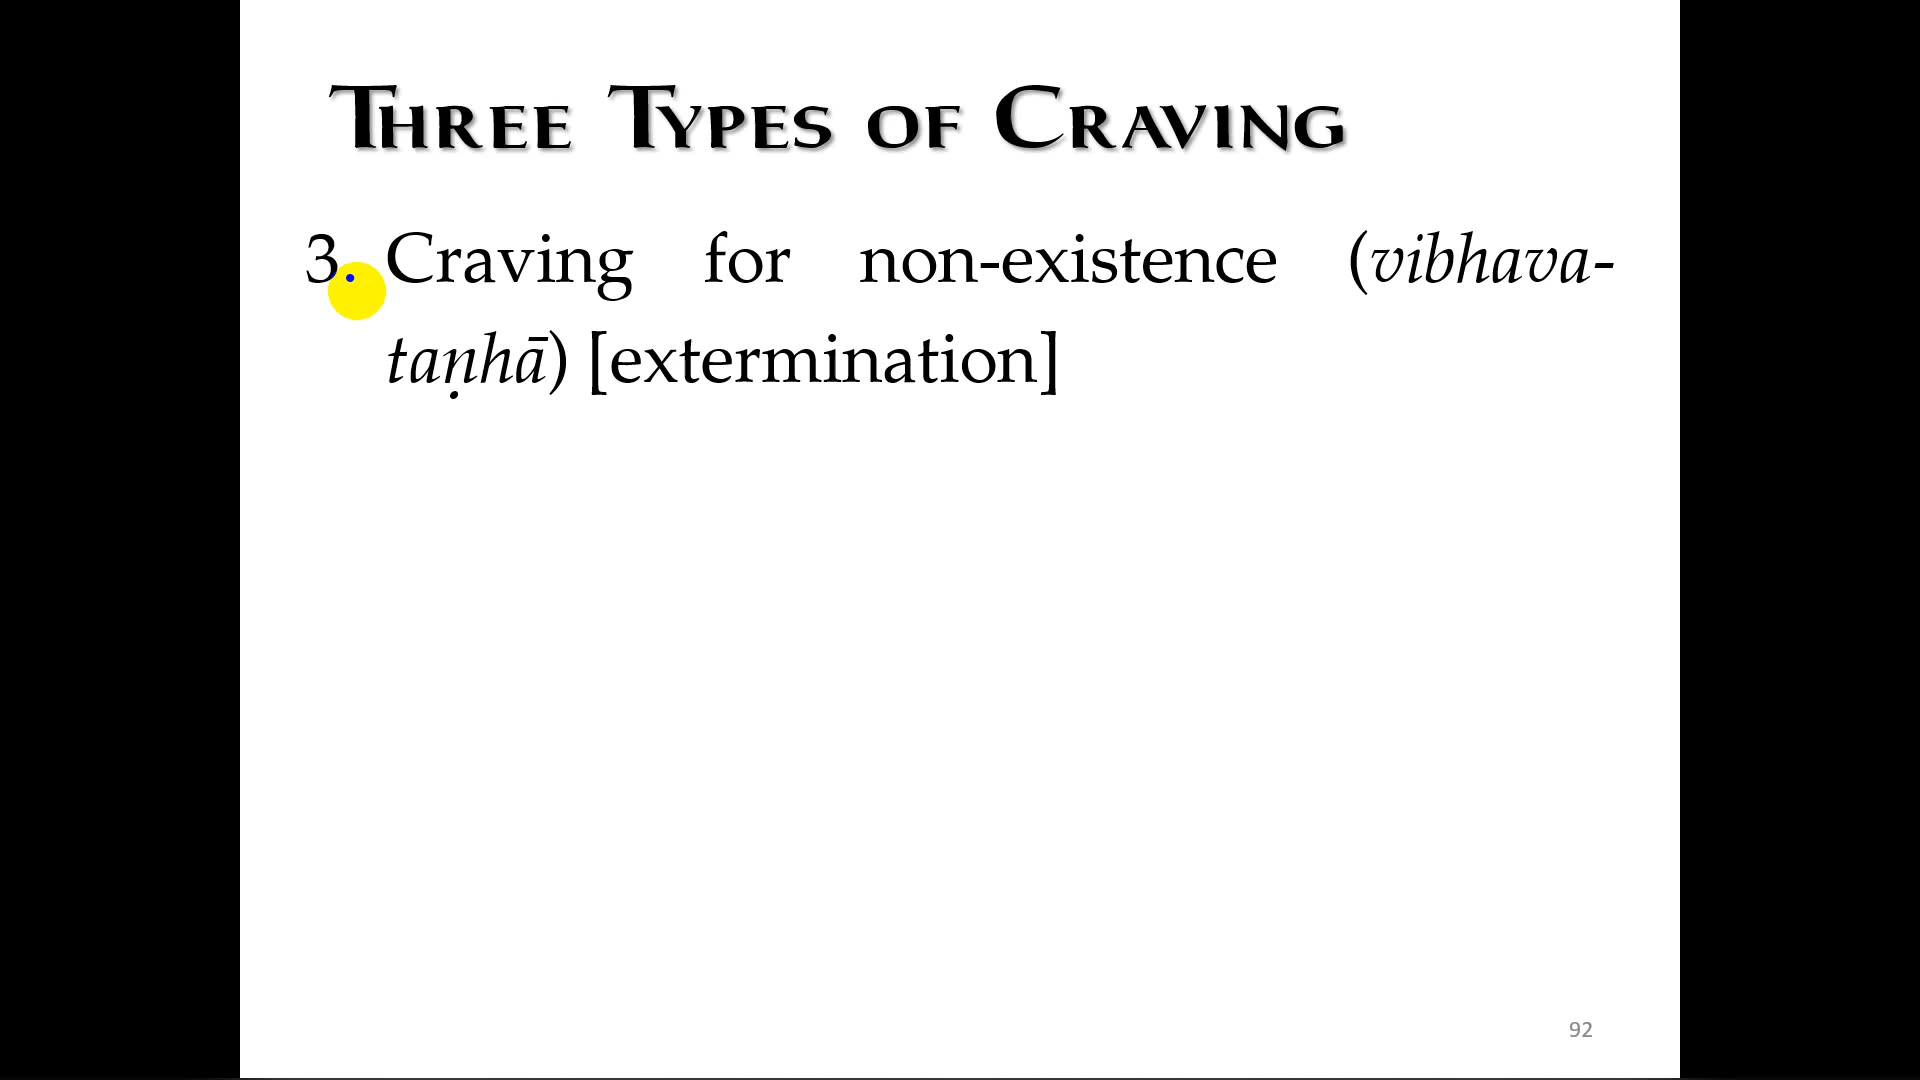 Three Types of Craving
3. Craving for non-existence (vibhava-
taṇhā) [extermination]
92